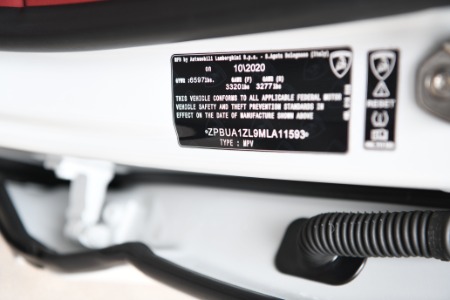 MFD by Automobili Lamborghini S.p.A. - S.Agata Bolognese (Italy)
10\2020
GVWR :6597lbs. GAWR (F) GAWR (R)
3320lbs 3277lbs
THIS VEHICLE CONFORMS TO ALL APPLICABLE FEDERAL MOTOR
VEHICLE SAFETY AND THEFT PREVENTION STANDARDS IN
EFFECT ON THE DATE OF MANUFACTURE SHOWN ABOVE
*ZPBUA1ZL9MLA11593*
TYPE : MPV
RESET